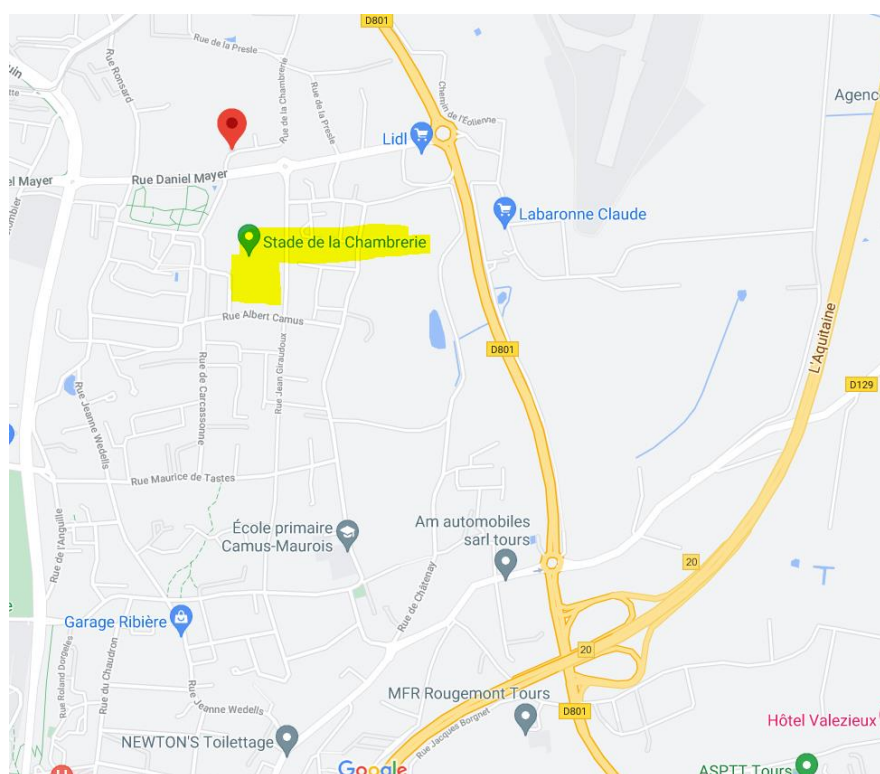 D801
Rue de la Presle
Rue Ronsard
Rue de la Chambrerie
Rue de la Presle
Chemin de l'Éolienne
Agenc
uin
Lidl
Rue Daniel Mayer
el Mayer
Labaronne Claude
Stade de la Chambrerie
Rue Albert Camus
L'Aquitaine
D801
D129
Rue de Carcassonne
Rue Jean Giraudoux
Rue Jeanne Wedells
Rue Maurice de Tastes
École primaire
Camus-Maurois
Am automobiles
sarl tours
Rue de l'Anguille
20
Rue de Châtenay
Garage Ribière
20
Rue Roland Dorgeles
Rue du Chaudron
Rue Jeanne Wedells
MFR Rougemont Tours
D801
Hôtel Valezieux
Rue Jacques Borgnet
NEWTON'S Toilettage
Google
ASPTT Tours
H